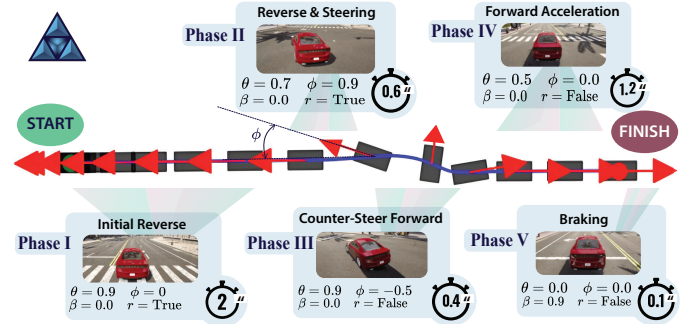 Reverse & Steering
Phase II
θ = 0.7 ϕ = 0.9
β = 0.0 r = True
0.6"
Forward Acceleration
Phase IV
θ = 0.5 ϕ = 0.0
β = 0.0 r = False
1.2"
START
ϕ
FINISH
Initial Reverse
Phase I
θ = 0.9 ϕ = 0
β = 0.0 r = True
2"
Counter-Steer Forward
Phase III
θ = 0.9 ϕ = −0.5
β = 0.0 r = False
0.4"
Braking
Phase V
θ = 0.0 ϕ = 0.0
β = 0.9 r = False
0.1"